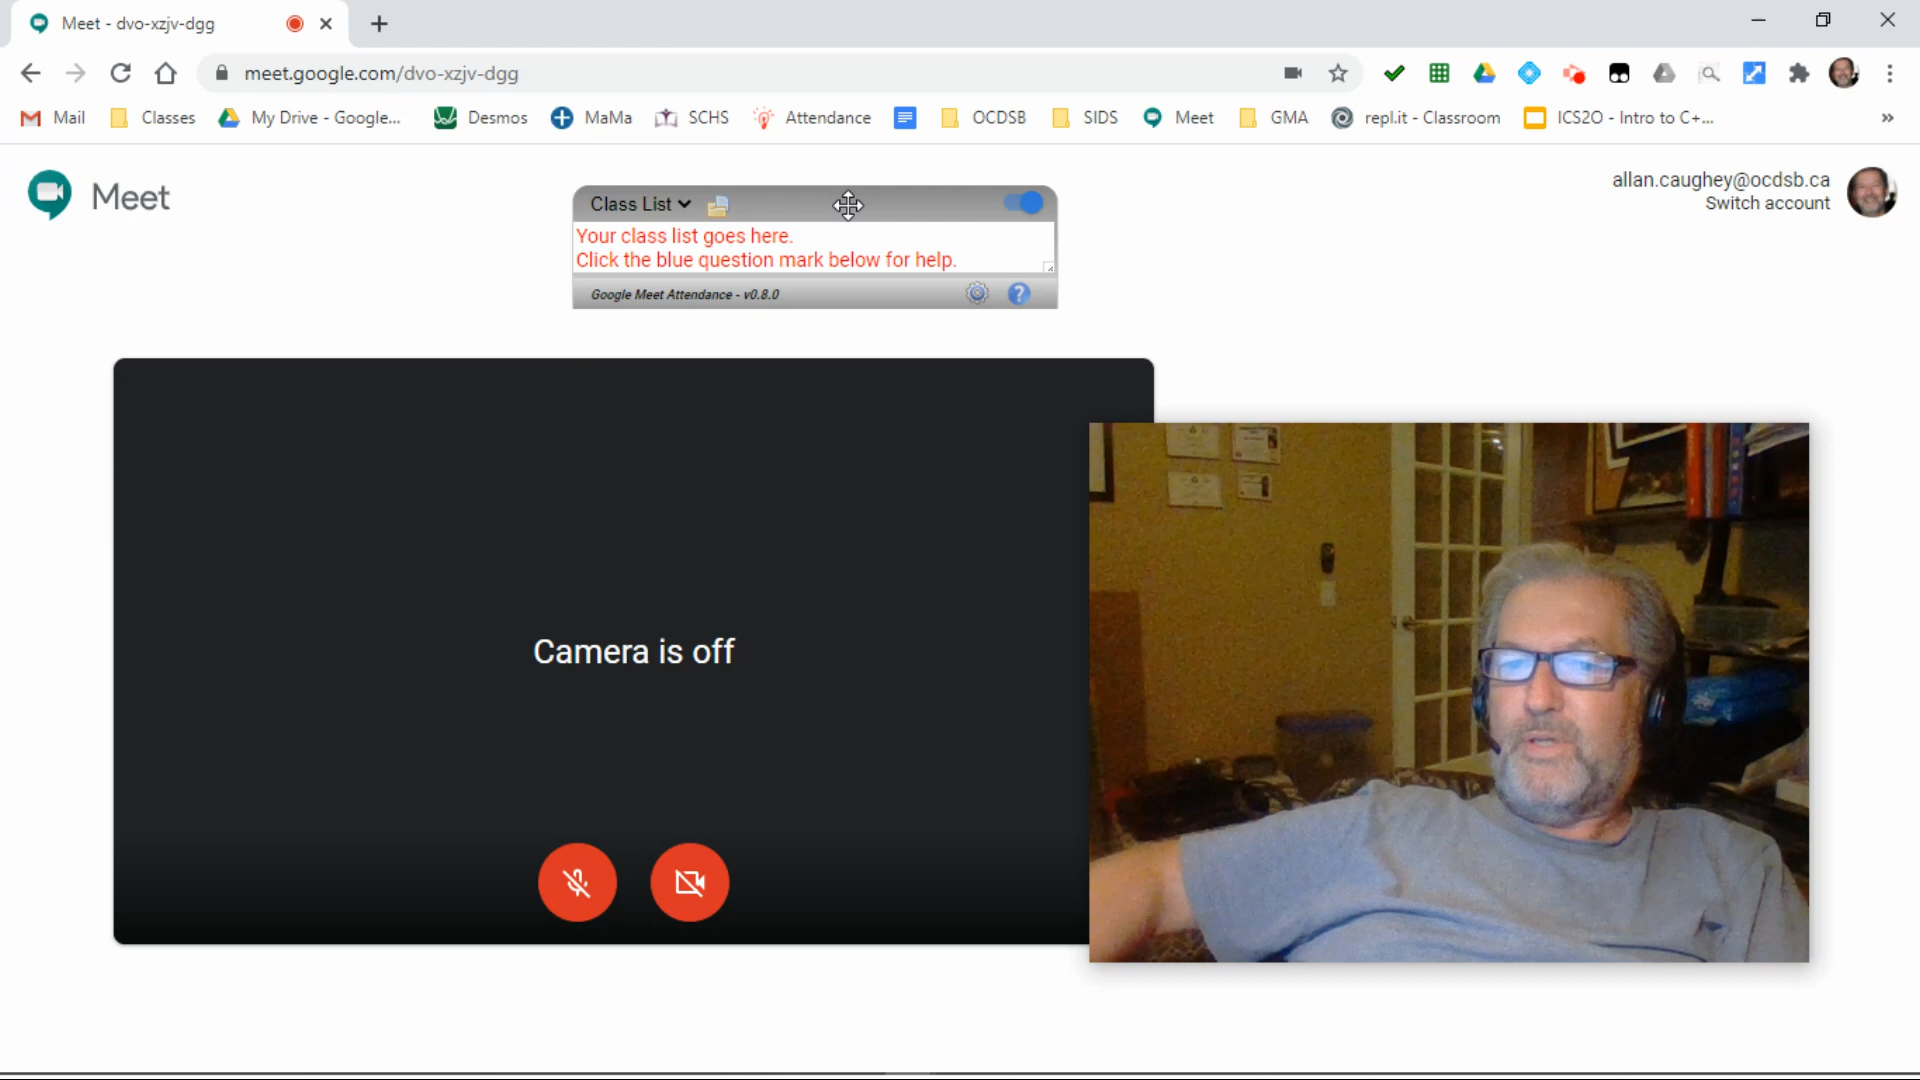 Meet - dvo-xzjv-dgg
meet.google.com/dvo-xzjv-dgg
Mail Classes My Drive - Google... Desmos MaMa SCHS Attendance OCDSB SIDS Meet GMA repl.it - Classroom ICS2O - Intro to C+... »
Meet
allan.caughey@ocdsb.ca
Switch account
Class List
Your class list goes here.
Click the blue question mark below for help.
Google Meet Attendance - v0.8.0
Camera is off